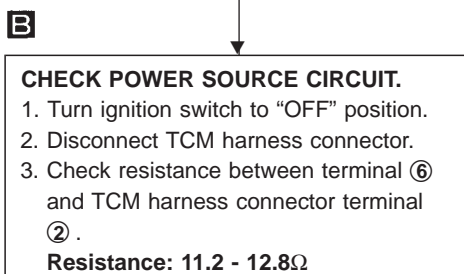 B
CHECK POWER SOURCE CIRCUIT.
1. Turn ignition switch to “OFF” position.
2. Disconnect TCM harness connector.
3. Check resistance between terminal ⑥
and TCM harness connector terminal
② .
Resistance: 11.2 - 12.8Ω